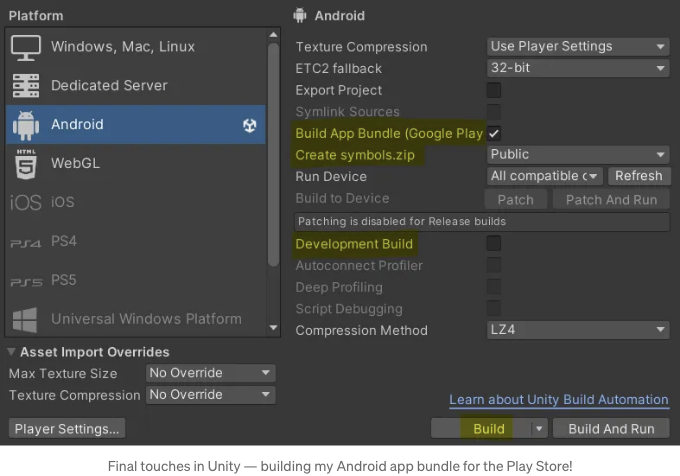 Platform
Windows, Mac, Linux
Dedicated Server
Android
HTML
5
WebGL
iOS
iOS
PS4
PS4
PS5
PS5
Universal Windows Platform
Asset Import Overrides
Max Texture Size No Override
Texture Compression No Override
Player Settings...
Android
Texture Compression Use Player Settings
ETC2 fallback 32-bit
Export Project
Symlink Sources
Build App Bundle (Google Play
Create symbols.zip Public
Run Device All compatible c Refresh
Build to Device Patch Patch And Run
Patching is disabled for Release builds
Development Build
Autoconnect Profiler
Deep Profiling
Script Debugging
Compression Method LZ4
Learn about Unity Build Automation
Build Build And Run
Final touches in Unity — building my Android app bundle for the Play Store!